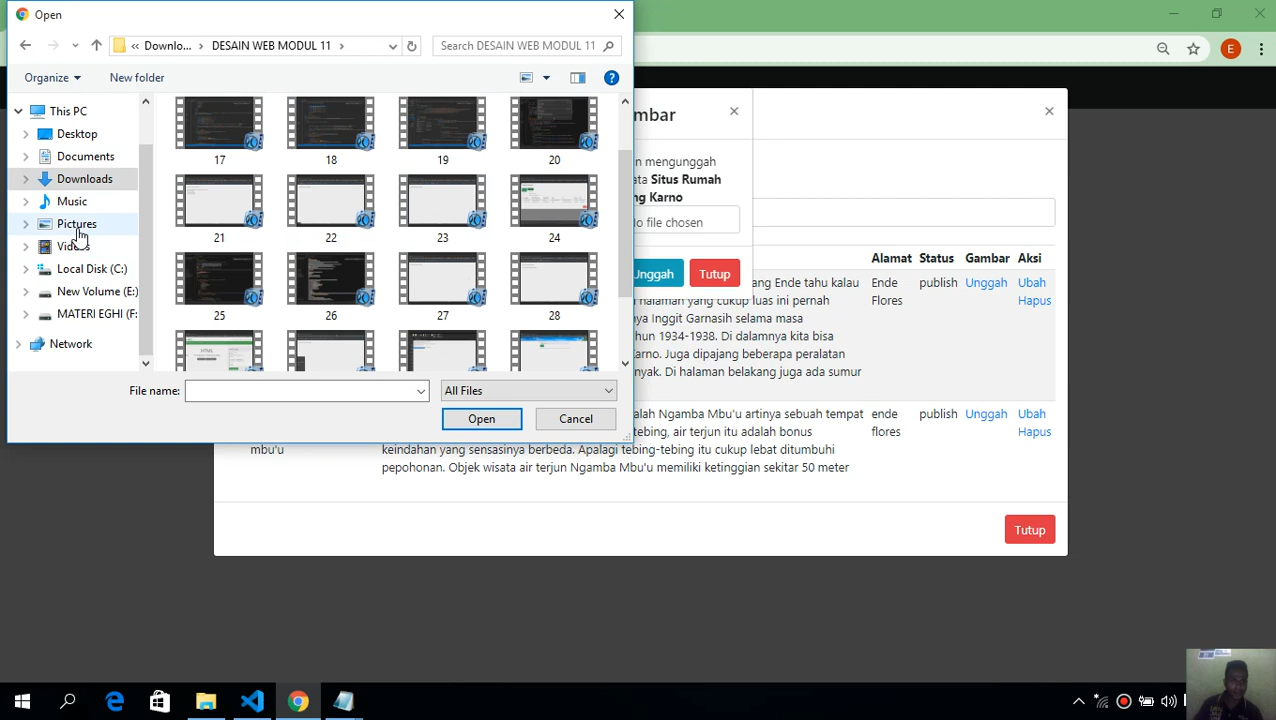 Open
Downlo...
DESAIN WEB MODUL 11
Search DESAIN WEB MODUL 11
Organize
New folder
This PC
Desktop
Documents
Downloads
Music
Pictures
Local Disk (C:)
New Volume (E:)
MATERI EGHI (F:
Network
17
18
19
20
21
22
23
24
25
26
27
28
File name:
All Files
Open
Cancel
E
mbar
n mengunggah
ta Situs Rumah
ng Karno
o file chosen
Unggah
Tutup
Alamat
Status
Gambar
Aksi
ang Ende tahu kalau
halaman yang cukup luas ini pernah
nya Inggit Garnasih selama masa
hun 1934-1938. Di dalamnya kita bisa
arno. Juga dipajang beberapa peralatan
nyak. Di halaman belakang juga ada sumur
Ende
Flores
publish
Unggah
Ubah
Hapus
mbu'u
alah Ngamba Mbu'u artinya sebuah tempat
tebing, air terjun itu adalah bonus
keindahan yang sensasinya berbeda. Apalagi tebing-tebing itu cukup lebat ditumbuhi
pepohonan. Objek wisata air terjun Ngamba Mbu'u memiliki ketinggian sekitar 50 meter
ende
flores
publish
Unggah
Ubah
Hapus
Tutup